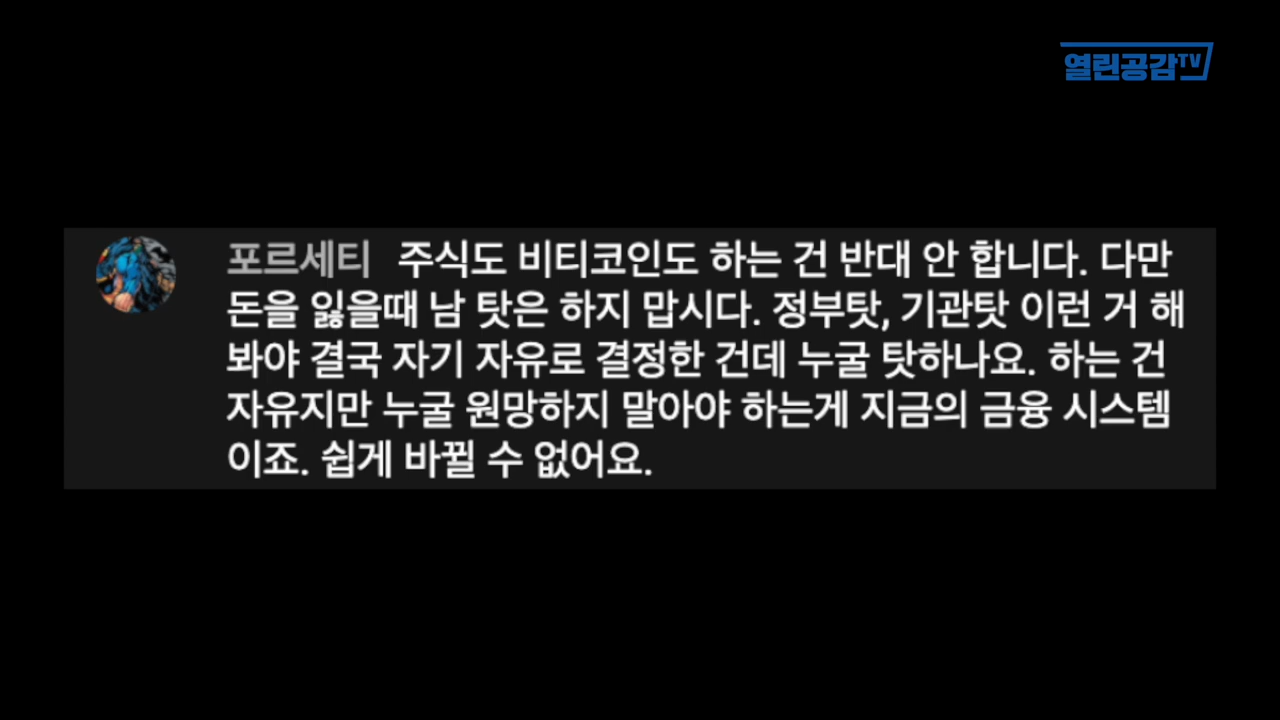 열린공감TV
포르세티 주식도 비티코인도 하는 건 반대 안 합니다. 다만
돈을 잃을때 남 탓은 하지 맙시다. 정부탓, 기관탓 이런 거 해
봐야 결국 자기 자유로 결정한 건데 누굴 탓하나요. 하는 건
자유지만 누굴 원망하지 말아야 하는게 지금의 금융 시스템
이죠. 쉽게 바뀔 수 없어요.